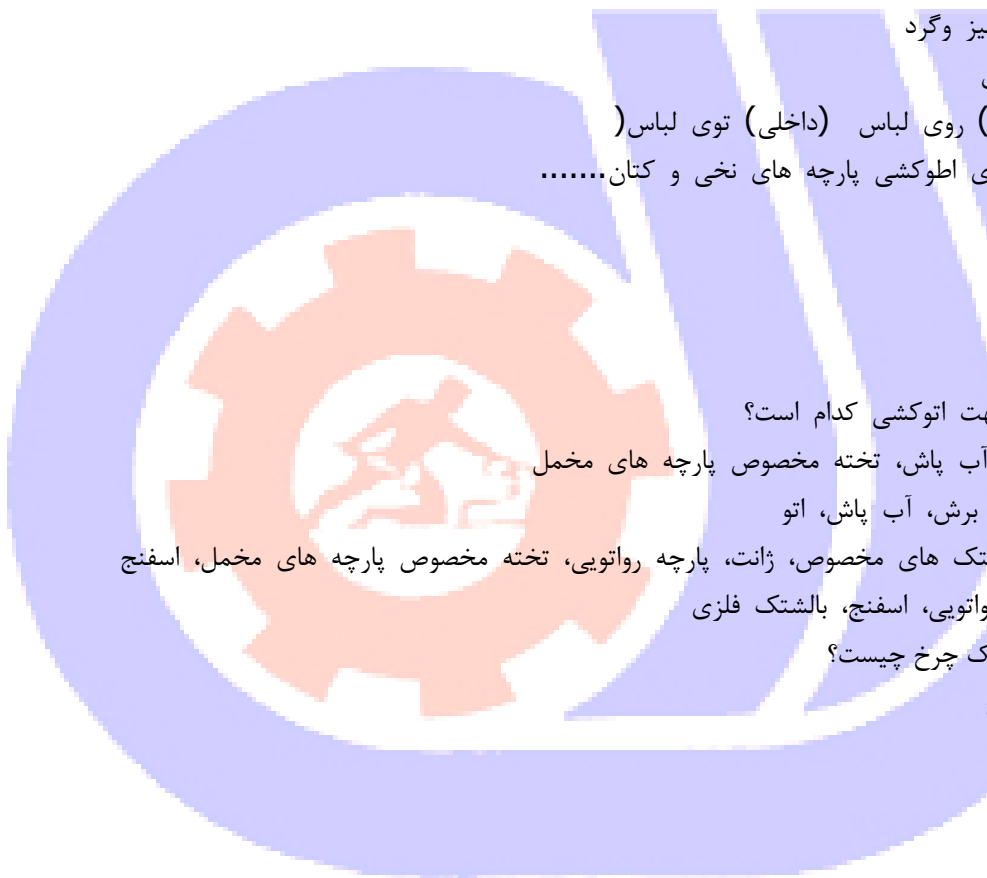 یز وگرد
) روی لباس (داخلی) توی لباس(
ی اطوکشی پارچه های نخی و کتان.......
هت اتوکشی کدام است؟
آب پاش، تخته مخصوص پارچه های مخمل
برش، آب پاش، اتو
تک های مخصوص، ژانت، پارچه رواتویی، تخته مخصوص پارچه های مخمل، اسفنج
واتویی، اسفنج، بالشتک فلزی
ک چرخ چیست؟